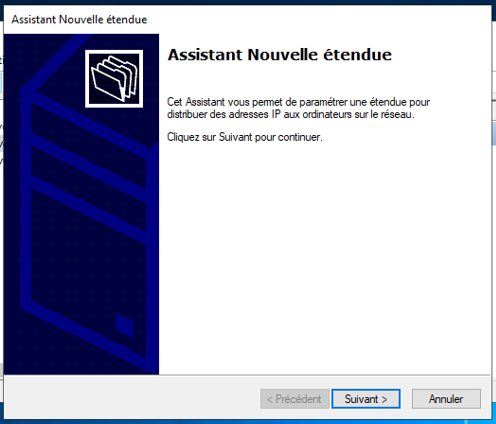 Assistant Nouvelle étendue
Assistant Nouvelle étendue
Cet Assistant vous permet de paramétrer une étendue pour
distribuer des adresses IP aux ordinateurs sur le réseau.
Cliquez sur Suivant pour continuer.
< Précédent
Suivant >
Annuler